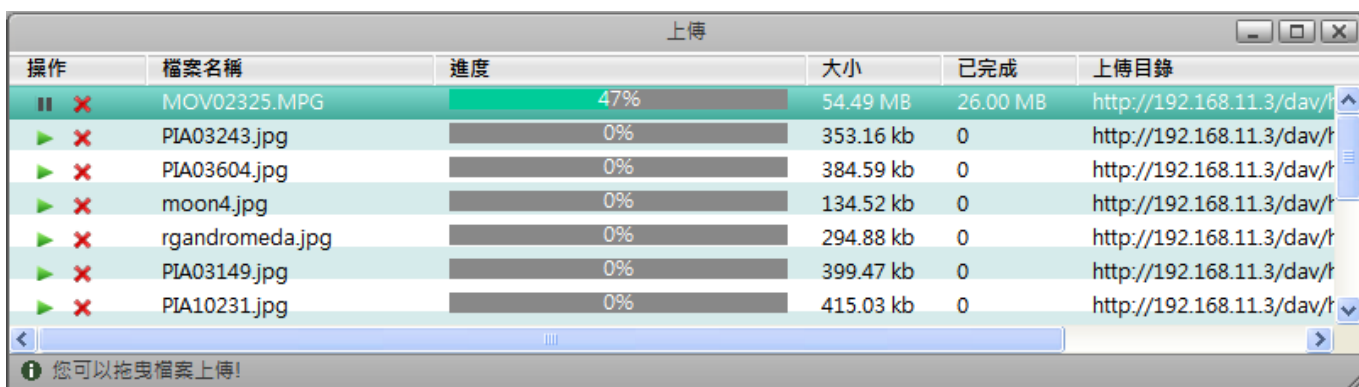 上傳
操作 檔案名稱 進度 大小 已完成 上傳目錄
MOV02325.MPG 47% 54.49 MB 26.00 MB http://192.168.11.3/dav/h
PIA03243.jpg 0% 353.16 kb 0 http://192.168.11.3/dav/h
PIA03604.jpg 0% 384.59 kb 0 http://192.168.11.3/dav/h
moon4.jpg 0% 134.52 kb 0 http://192.168.11.3/dav/h
rgandromeda.jpg 0% 294.88 kb 0 http://192.168.11.3/dav/h
PIA03149.jpg 0% 399.47 kb 0 http://192.168.11.3/dav/h
PIA10231.jpg 0% 415.03 kb 0 http://192.168.11.3/dav/h
您可以拖曳檔案上傳!